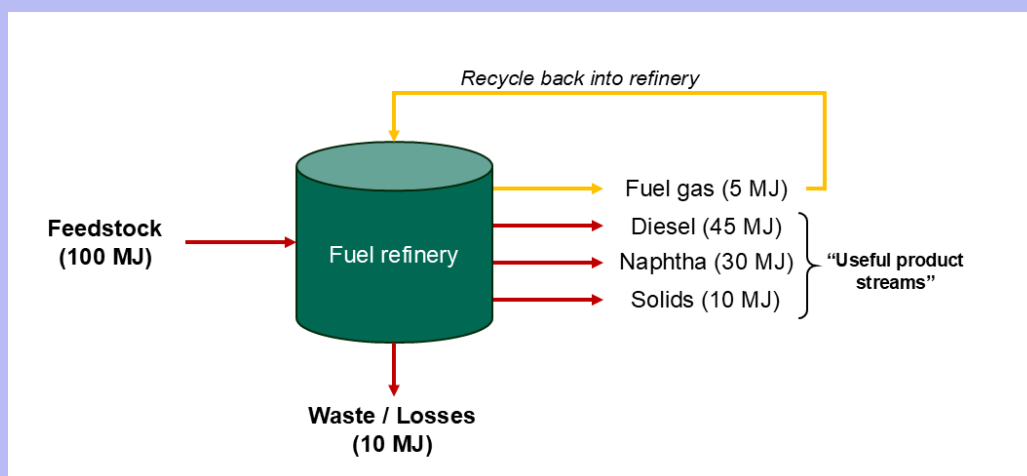 Recycle back into refinery
Fuel gas (5 MJ)
Feedstock
(100 MJ)
Fuel refinery
Diesel (45 MJ)
Naphtha (30 MJ)
Solids (10 MJ)
“Useful product
streams”
Waste / Losses
(10 MJ)